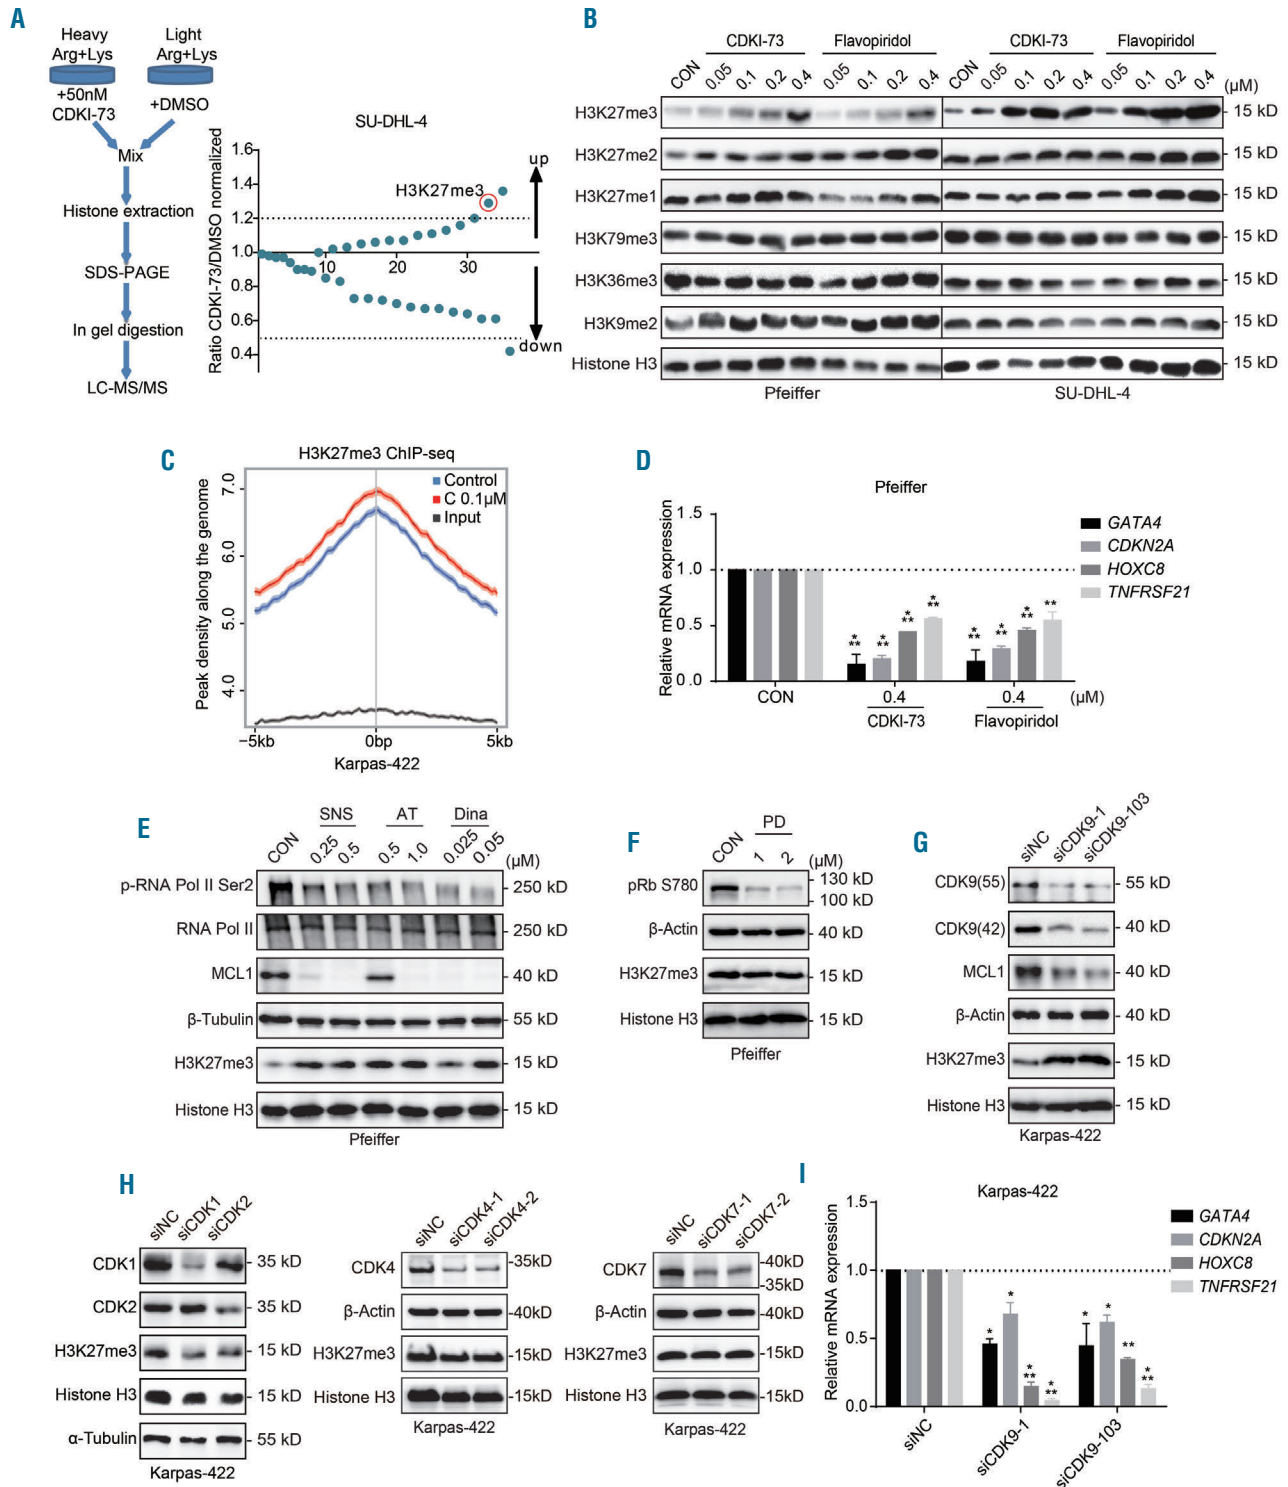 A
Heavy
Arg+Lys
Light
Arg+Lys
+50nM
CDKI-73
+DMSO
Mix
Histone extraction
SDS-PAGE
In gel digestion
LC-MS/MS
SU-DHL-4
Ratio CDKI-73/DMSO normalized
1.6
1.4
1.2
1.0
0.8
0.6
0.4
10
20
30
H3K27me3
up
down
B
CDKI-73
Flavopiridol
CDKI-73
Flavopiridol
CON 0.05 0.1 0.2 0.4 0.05 0.1 0.2 0.4 CON 0.05 0.1 0.2 0.4 0.05 0.1 0.2 0.4 (μM)
H3K27me3 15 kD
H3K27me2 15 kD
H3K27me1 15 kD
H3K79me3 15 kD
H3K36me3 15 kD
H3K9me2 15 kD
Histone H3 15 kD
Pfeiffer
SU-DHL-4
C
H3K27me3 ChIP-seq
Control
C 0.1μM
Input
Peak density along the genome
7.0
6.0
5.0
4.0
−5kb 0bp 5kb
Karpas-422
D
Pfeiffer
Relative mRNA expression
1.5
1.0
0.5
0.0
GATA4
CDKN2A
HOXC8
TNFRSF21
* ** * ** * ** * **
* ** * ** * ** **
CON 0.4 0.4 (μM)
CDKI-73 Flavopiridol
E
SNS AT Dina
CON 0.25 0.5 0.5 1.0 0.025 0.05 (μM)
p-RNA Pol II Ser2 250 kD
RNA Pol II 250 kD
MCL1 40 kD
β-Tubulin 55 kD
H3K27me3 15 kD
Histone H3 15 kD
Pfeiffer
F
PD
CON 1 2 (μM)
pRb S780 130 kD
100 kD
β-Actin 40 kD
H3K27me3 15 kD
Histone H3 15 kD
Pfeiffer
G
siNC siCDK9-1 siCDK9-103
CDK9(55) 55 kD
CDK9(42) 40 kD
MCL1 40 kD
β-Actin 40 kD
H3K27me3 15 kD
Histone H3 15 kD
Karpas-422
H
siNC siCDK1 siCDK2
CDK1 35 kD
CDK2 35 kD
H3K27me3 15 kD
Histone H3 15 kD
α-Tubulin 55 kD
Karpas-422
siNC siCDK4-1 siCDK4-2
CDK4 -35kD
β-Actin -40kD
H3K27me3 -15kD
Histone H3 -15kD
Karpas-422
siNC siCDK7-1 siCDK7-2
CDK7 -40kD
-35kD
β-Actin -40kD
H3K27me3 -15kD
Histone H3 -15kD
Karpas-422
I
Karpas-422
Relative mRNA expression
1.5
1.0
0.5
0.0
GATA4
CDKN2A
HOXC8
TNFRSF21
* * * ** * **
* * ** * **
siNC siCDK9-1 siCDK9-103